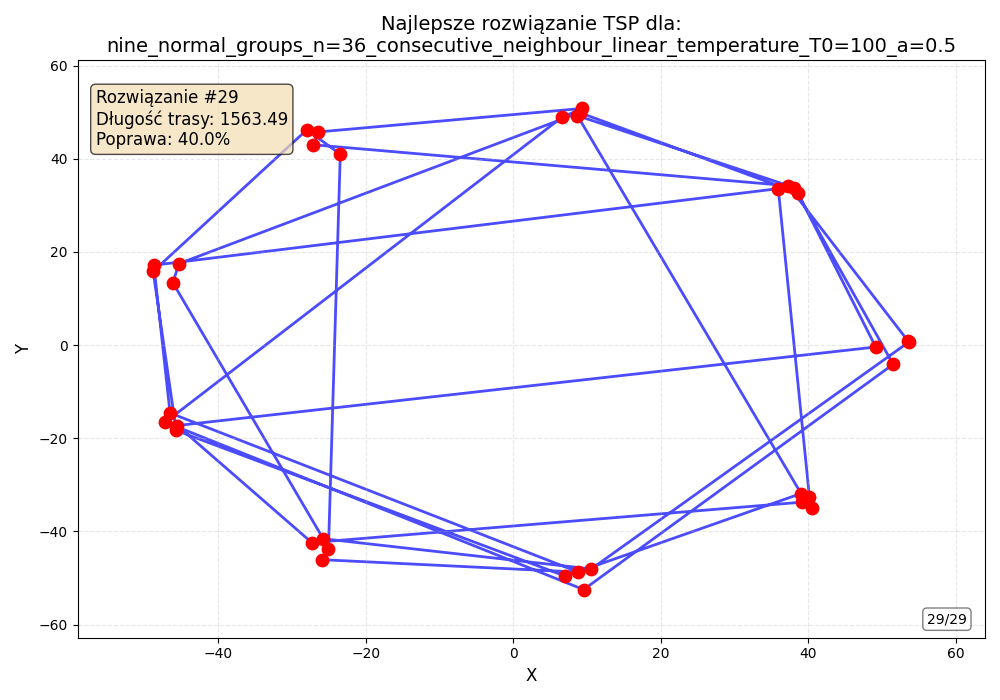 Najlepsze rozwiązanie TSP dla:
nine_normal_groups_n=36_consecutive_neighbour_linear_temperature_T0=100_a=0.5
Rozwiązanie #29
Długość trasy: 1563.49
Poprawa: 40.0%
60
40
20
0
−20
−40
−60
Y
29/29
−40
−20
0
20
40
60
X